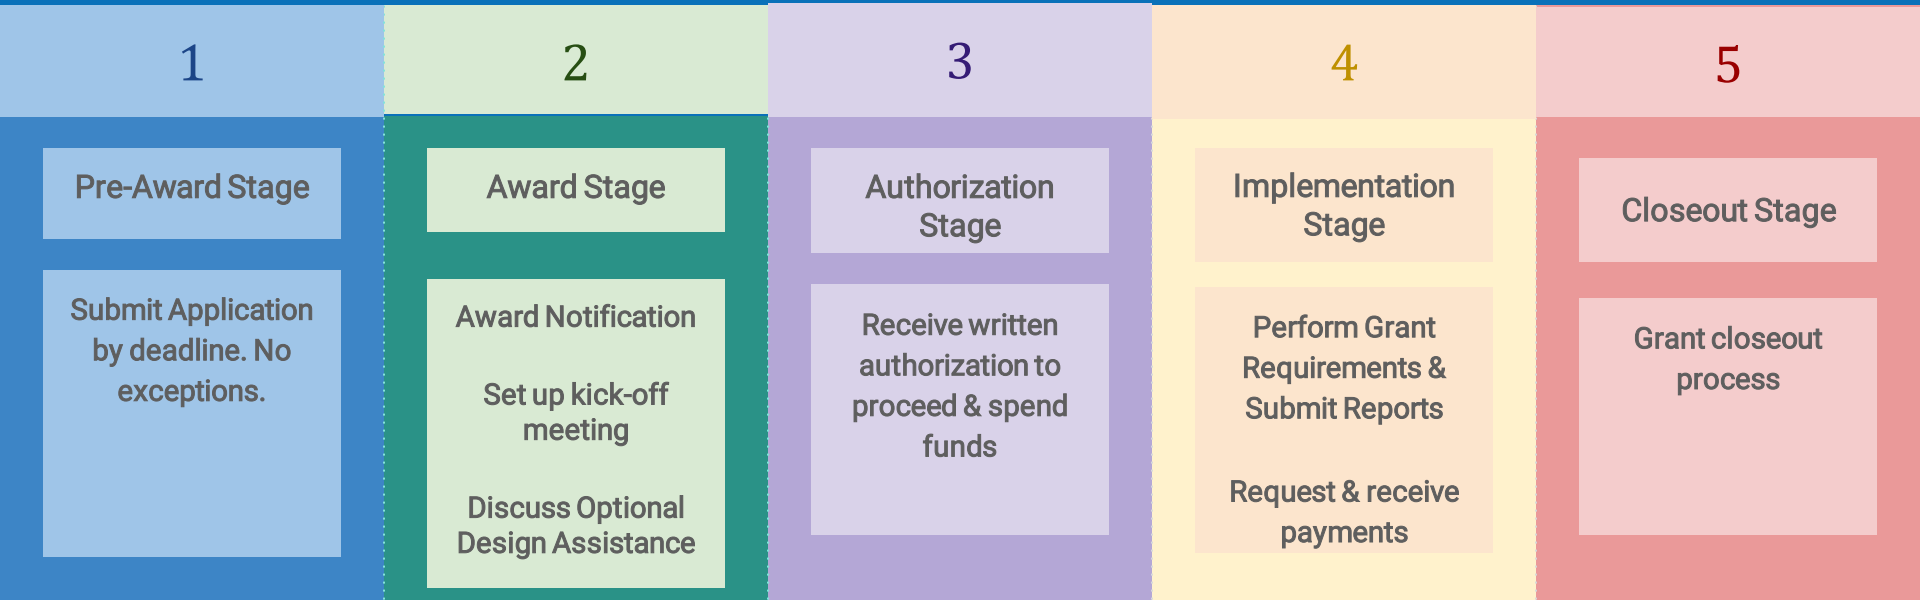 1
Pre-Award Stage
Submit Application
by deadline. No
exceptions.
2
Award Stage
Award Notification
Set up kick-off
meeting
Discuss Optional
Design Assistance
3
Authorization
Stage
Receive written
authorization to
proceed & spend
funds
4
Implementation
Stage
Perform Grant
Requirements &
Submit Reports
Request & receive
payments
5
Closeout Stage
Grant closeout
process